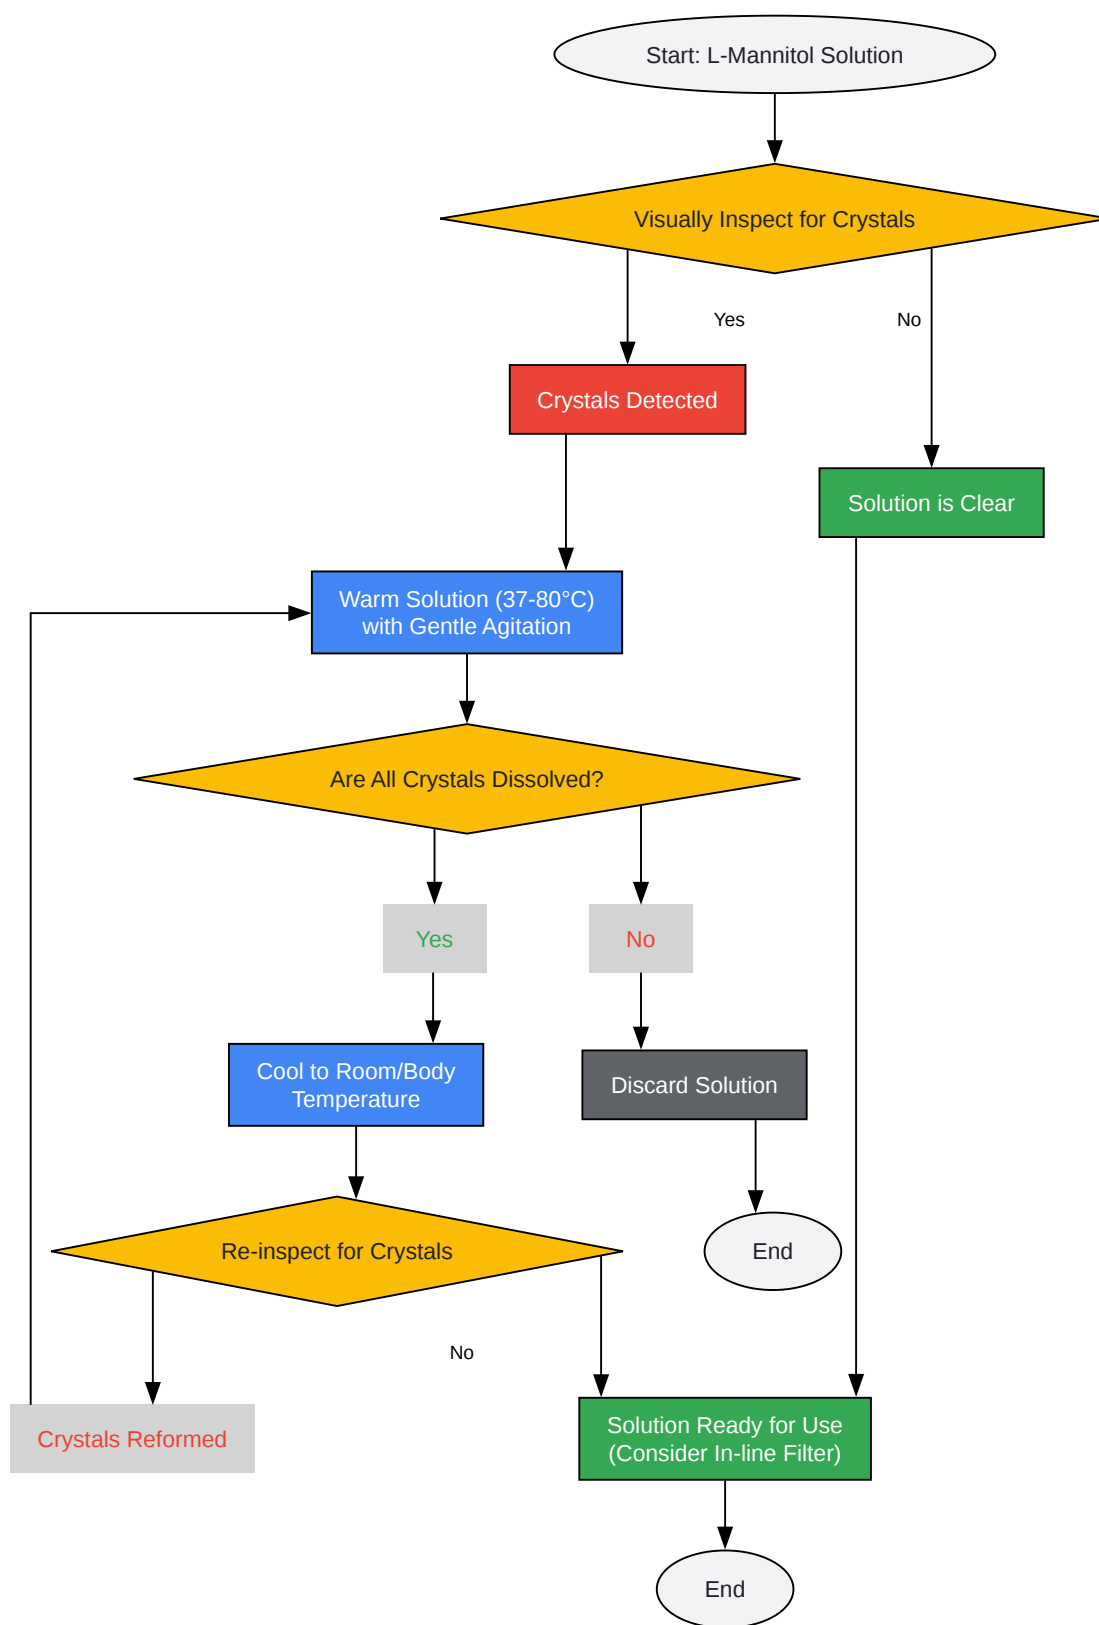 Start: L-Mannitol Solution
Visually Inspect for Crystals
Yes
No
Crystals Detected
Solution is Clear
Warm Solution (37-80°C)
with Gentle Agitation
Are All Crystals Dissolved?
Yes
No
Cool to Room/Body
Temperature
Discard Solution
Re-inspect for Crystals
End
No
Crystals Reformed
Solution Ready for Use
(Consider In-line Filter)
End